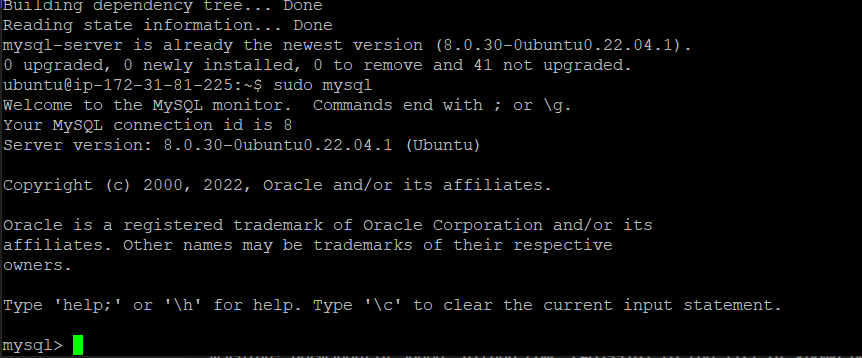 Building dependency tree... Done
Reading state information... Done
mysql-server is already the newest version (8.0.30-0ubuntu0.22.04.1).
0 upgraded, 0 newly installed, 0 to remove and 41 not upgraded.
ubuntu@ip-172-31-81-225:~$ sudo mysql
Welcome to the MySQL monitor.  Commands end with ; or \g.
Your MySQL connection id is 8
Server version: 8.0.30-0ubuntu0.22.04.1 (Ubuntu)
Copyright (c) 2000, 2022, Oracle and/or its affiliates.
Oracle is a registered trademark of Oracle Corporation and/or its
affiliates. Other names may be trademarks of their respective
owners.
Type 'help;' or '\h' for help. Type '\c' to clear the current input statement.
mysql>